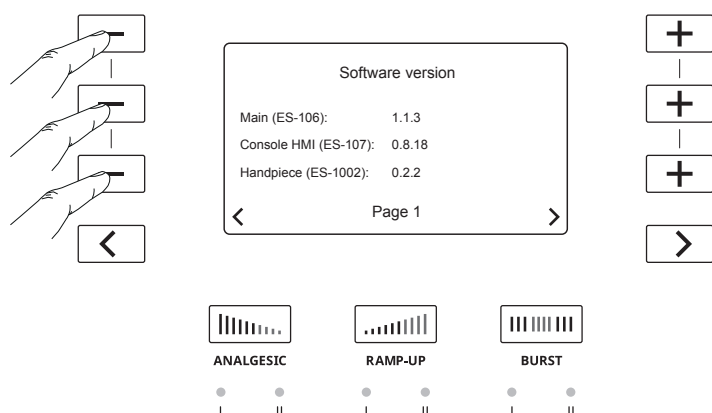 Software version
Main (ES-106): 1.1.3
Console HMI (ES-107): 0.8.18
Handpiece (ES-1002): 0.2.2
Page 1
ANALGESIC RAMP-UP BURST
I II I II I II